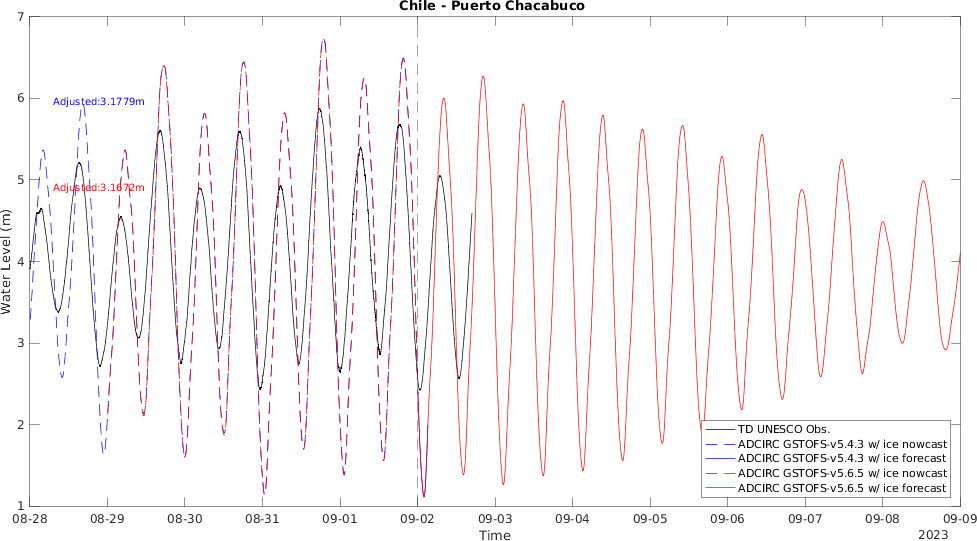 Chile - Puerto Chacabuco
7
6
5
4
3
2
1
Water Level (m)
Adjusted:3.1779m
Adjusted:3.1672m
TD UNESCO Obs.
ADCIRC GSTOFS-v5.4.3 w/ ice nowcast
ADCIRC GSTOFS-v5.4.3 w/ ice forecast
ADCIRC GSTOFS-v5.6.5 w/ ice nowcast
ADCIRC GSTOFS-v5.6.5 w/ ice forecast
08-28 08-29 08-30 08-31 09-01 09-02 09-03 09-04 09-05 09-06 09-07 09-08 09-09
2023
Time